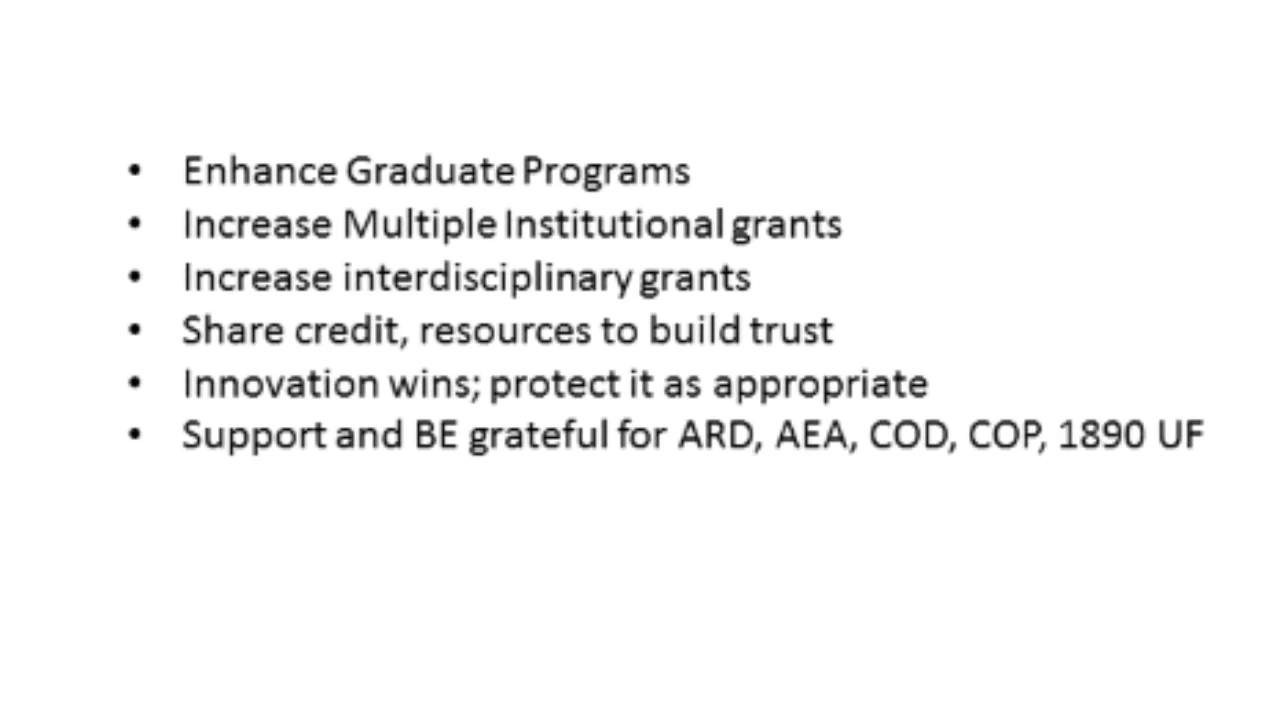 • Enhance Graduate Programs
• Increase Multiple Institutional grants
• Increase interdisciplinary grants
• Share credit, resources to build trust
• Innovation wins; protect it as appropriate
• Support and BE grateful for ARD, AEA, COD, COP, 1890 UF